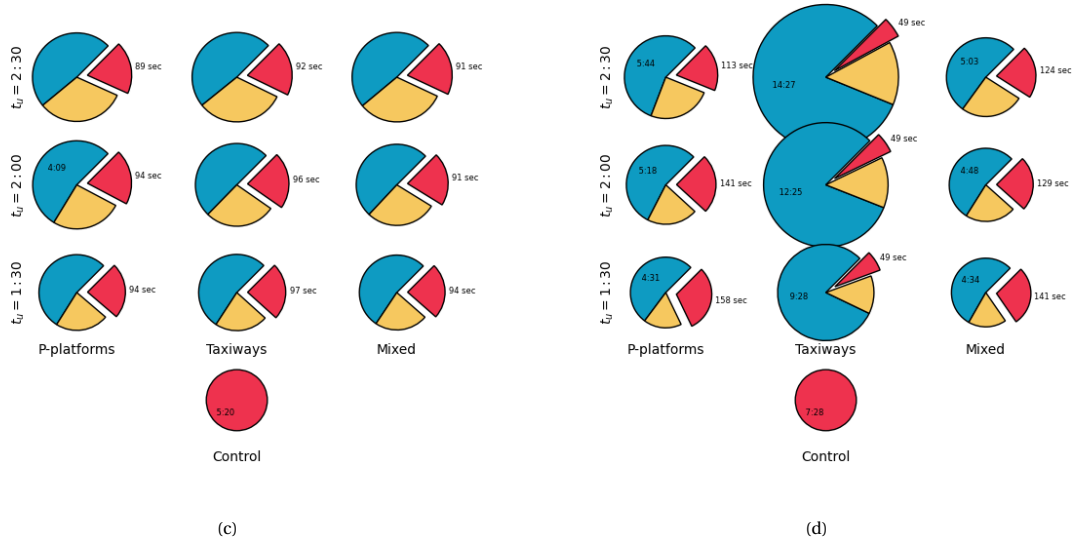 t_u = 2:30
89 sec
92 sec
91 sec
t_u = 2:00
4:09
94 sec
96 sec
91 sec
t_u = 1:30
94 sec
97 sec
94 sec
P-platforms
Taxiways
Mixed
5:20
Control
(c)
t_u = 2:30
5:44
113 sec
14:27
49 sec
5:03
124 sec
t_u = 2:00
5:18
141 sec
12:25
49 sec
4:48
129 sec
t_u = 1:30
4:31
158 sec
9:28
49 sec
4:34
141 sec
P-platforms
Taxiways
Mixed
7:28
Control
(d)